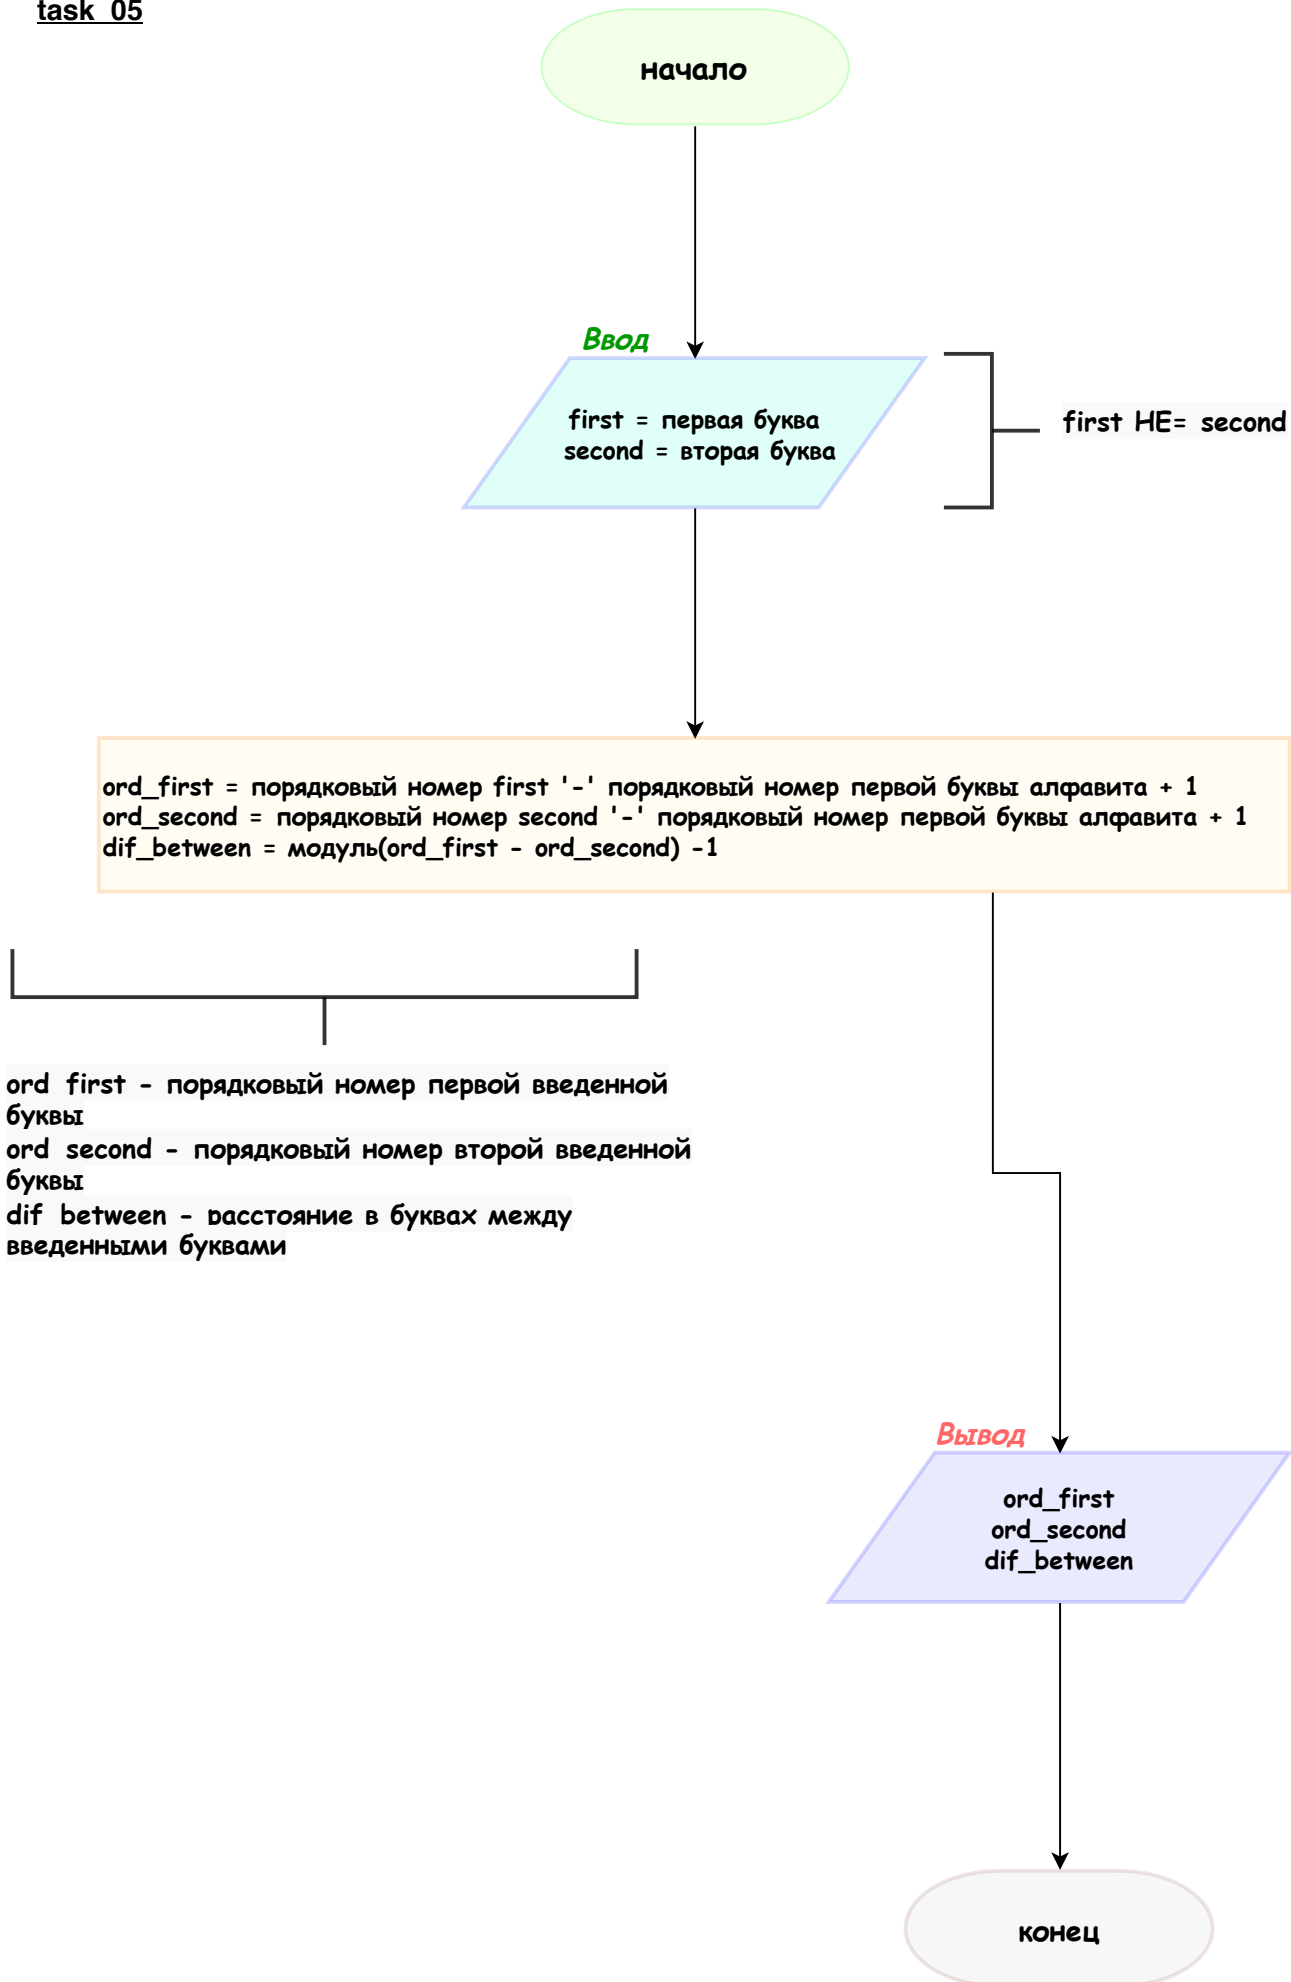 task_05
начало
Ввод
first = первая буква
second = вторая буква
first НЕ= second
ord_first = порядковый номер first '-' порядковый номер первой буквы алфавита + 1
ord_second = порядковый номер second '-' порядковый номер первой буквы алфавита + 1
dif_between = модуль(ord_first - ord_second) -1
ord_first - порядковый номер первой введенной
буквы
ord_second - порядковый номер второй введенной
буквы
dif_between - расстояние в буквах между
введенными буквами
Вывод
ord_first
ord_second
dif_between
конец